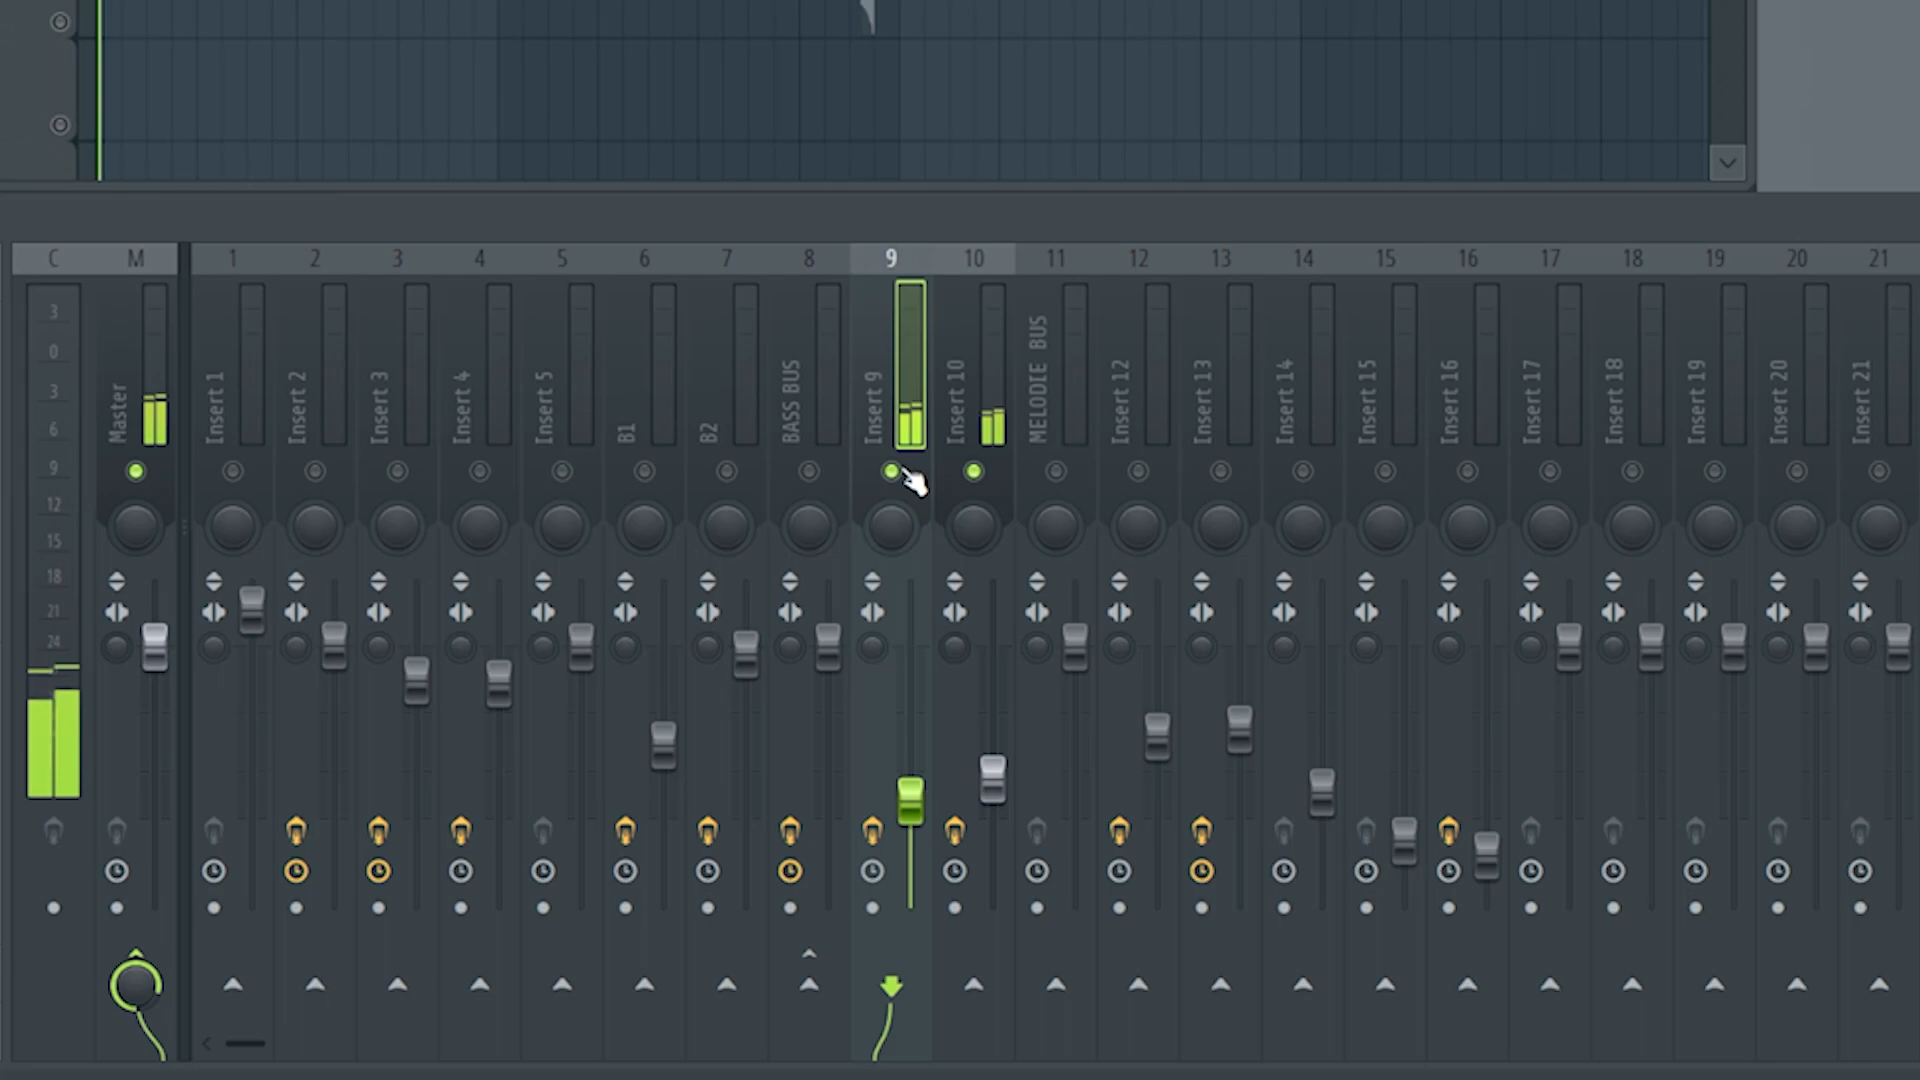 C M 1 2 3 4 5 6 7 8 9 10 11 12 13 14 15 16 17 18 19 20 21
3
0
3
6
9
12
15
18
21
24
Master
Insert 1
Insert 2
Insert 3
Insert 4
Insert 5
B1
B2
BASS BUS
Insert 9
Insert 10
MELODIE BUS
Insert 12
Insert 13
Insert 14
Insert 15
Insert 16
Insert 17
Insert 18
Insert 19
Insert 20
Insert 21